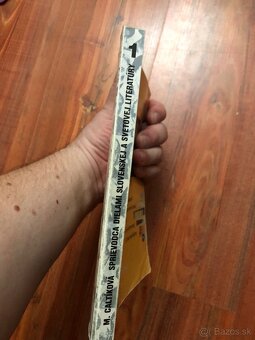 M. CALTÍKOVÁ SPRIEVODCA DIELAMI SLOVENSKEJ A SVETOVEJ LITERATÚRY 1
Bazos.sk